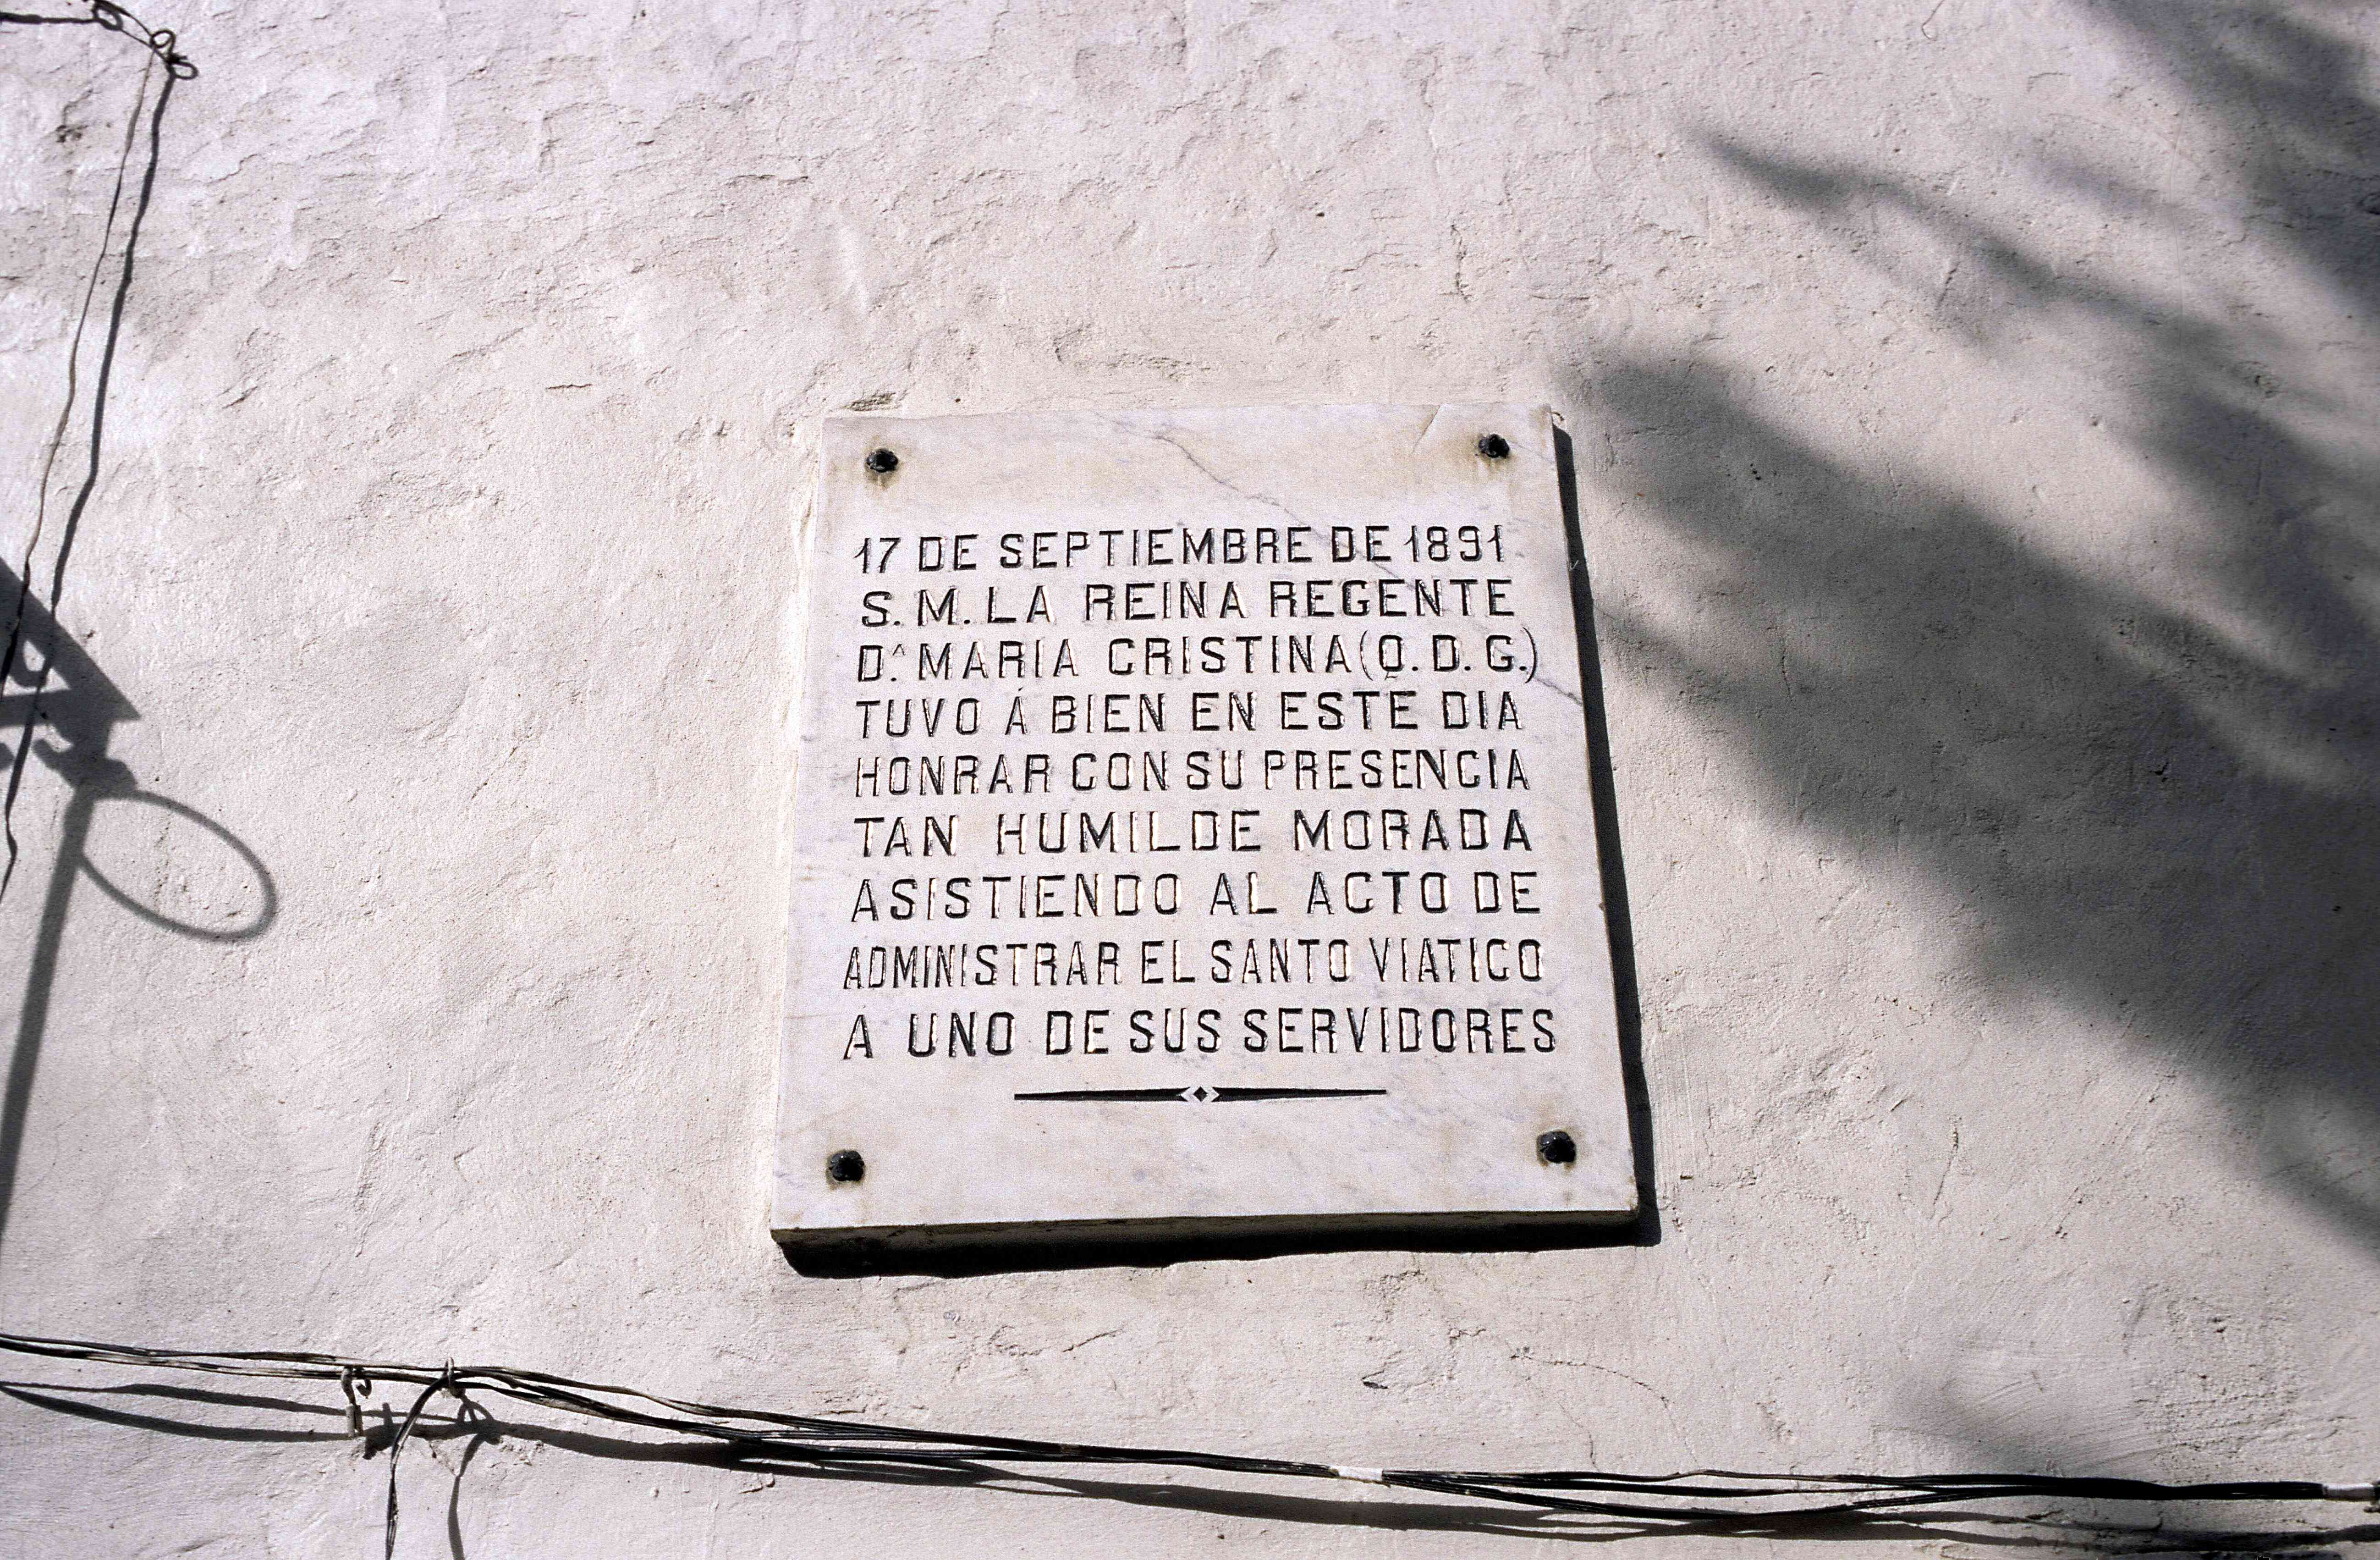 17 DE SEPTIEMBRE DE 1891
S. M. LA REINA REGENTE
D.ᴬ MARIA CRISTINA (Q. D. G.)
TUVO Á BIEN EN ESTE DIA
HONRAR CON SU PRESENCIA
TAN HUMILDE MORADA
ASISTIENDO AL ACTO DE
ADMINISTRAR EL SANTO VIATICO
A UNO DE SUS SERVIDORES